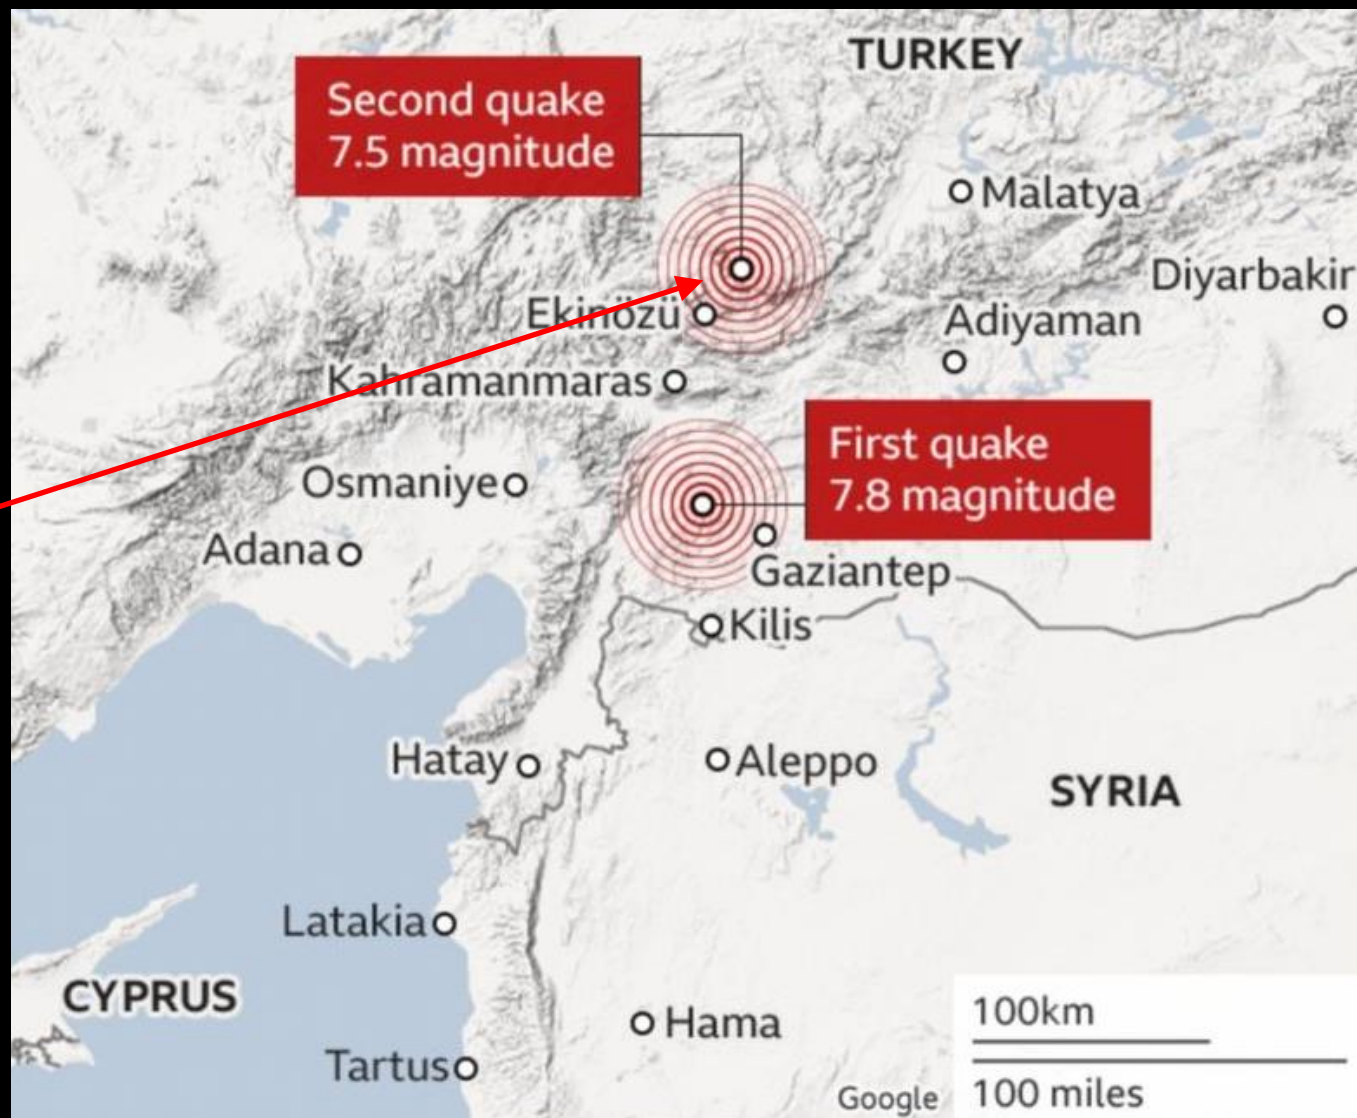 TURKEY
Second quake
7.5 magnitude
Malatya
Diyarbakir
Ekinözü
Adiyaman
Kahramanmaras
First quake
7.8 magnitude
Osmaniye
Adana
Gaziantep
Kilis
Hatay
Aleppo
SYRIA
Latakia
CYPRUS
Hama
Tartus
100km
100 miles
Google